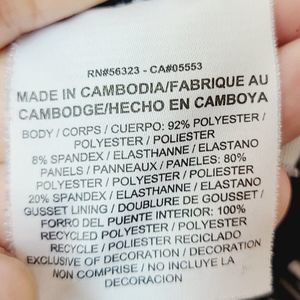 RN#56323 - CA#05553
MADE IN CAMBODIA/FABRIQUE AU
CAMBODGE/HECHO EN CAMBOYA
BODY / CORPS / CUERPO: 92% POLYESTER /
POLYESTER / POLIESTER
8% SPANDEX / ELASTHANNE / ELASTANO
PANELS / PANNEAUX / PANALES: 80%
POLYESTER / POLYESTER / POLIESTER
20% SPANDEX / ELASTHANNE / ELASTANO
GUSSET LINING / DOUBLURE DE GOUSSET /
FORRO DEL PUENTE INTERIOR: 100%
RECYCLED POLYESTER / POLYESTER
RECYCLE / POLIESTER RECICLADO
EXCLUSIVE OF DECORATION / DECORATION
NON COMPRISE / NO INCLUYE LA
DECORACION